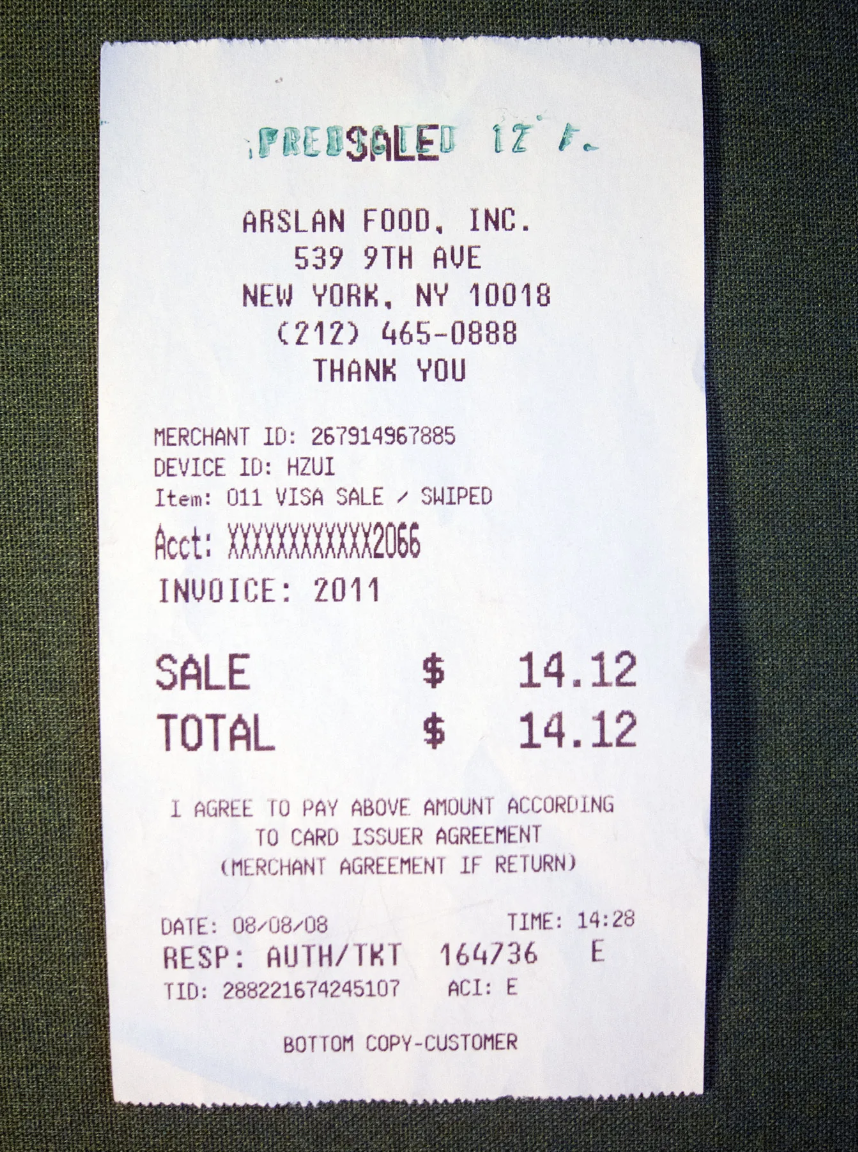 SALE
ARSLAN FOOD, INC.
539 9TH AVE
NEW YORK, NY 10018
(212) 465-0888
THANK YOU
MERCHANT ID: 267914967885
DEVICE ID: HZUI
Item: 011 VISA SALE / SWIPED
Acct: XXXXXXXXXXXX2066
INVOICE: 2011
SALE $ 14.12
TOTAL $ 14.12
I AGREE TO PAY ABOVE AMOUNT ACCORDING
TO CARD ISSUER AGREEMENT
(MERCHANT AGREEMENT IF RETURN)
DATE: 08/08/08 TIME: 14:28
RESP: AUTH/TKT 164736 E
TID: 288221674245107 ACI: E
BOTTOM COPY-CUSTOMER